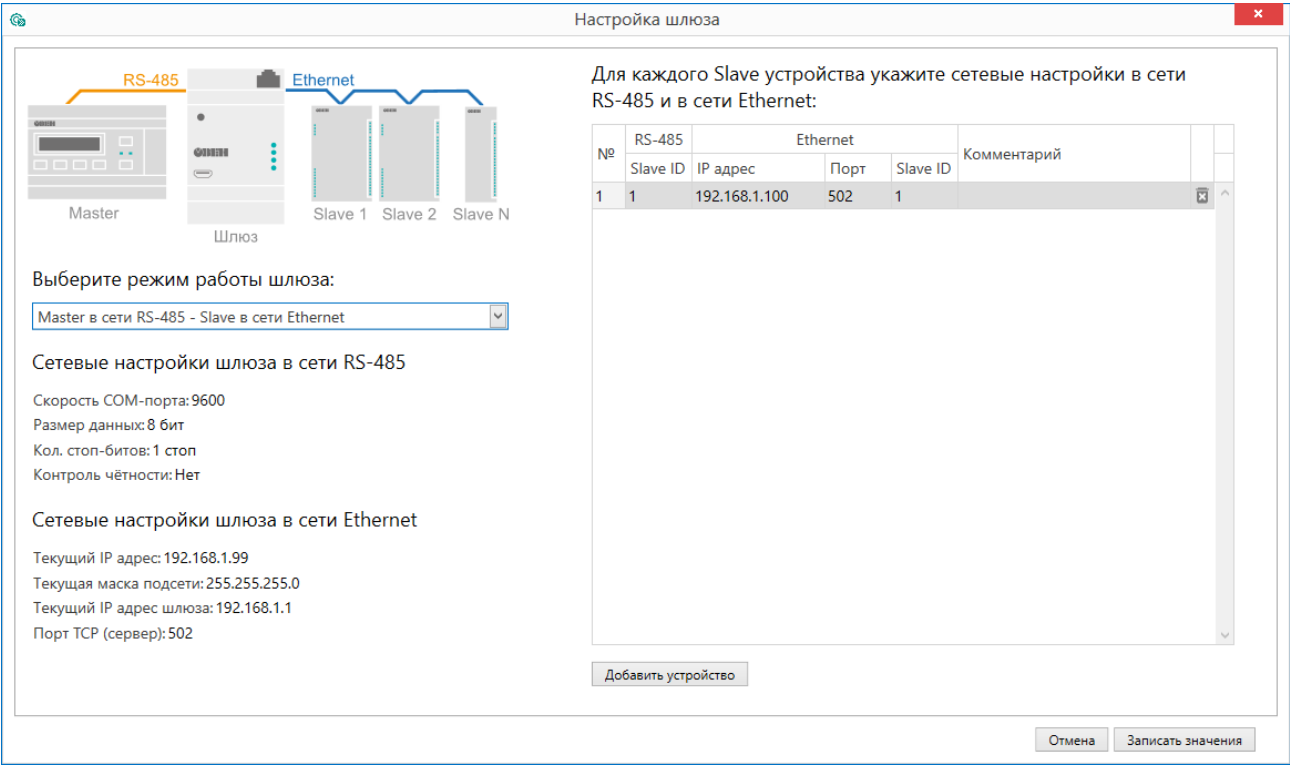 Настройка шлюза
RS-485
Ethernet
Master
Шлюз
Slave 1
Slave 2
Slave N
Выберите режим работы шлюза:
Master в сети RS-485 - Slave в сети Ethernet
Сетевые настройки шлюза в сети RS-485
Скорость COM-порта: 9600
Размер данных: 8 бит
Кол. стоп-битов: 1 стоп
Контроль чётности: Нет
Сетевые настройки шлюза в сети Ethernet
Текущий IP адрес: 192.168.1.99
Текущая маска подсети: 255.255.255.0
Текущий IP адрес шлюза: 192.168.1.1
Порт TCP (сервер): 502
Для каждого Slave устройства укажите сетевые настройки в сети
RS-485 и в сети Ethernet:
№ RS-485 Ethernet Комментарий
Slave ID IP адрес Порт Slave ID
1 1 192.168.1.100 502 1
Добавить устройство
Отмена Записать значения